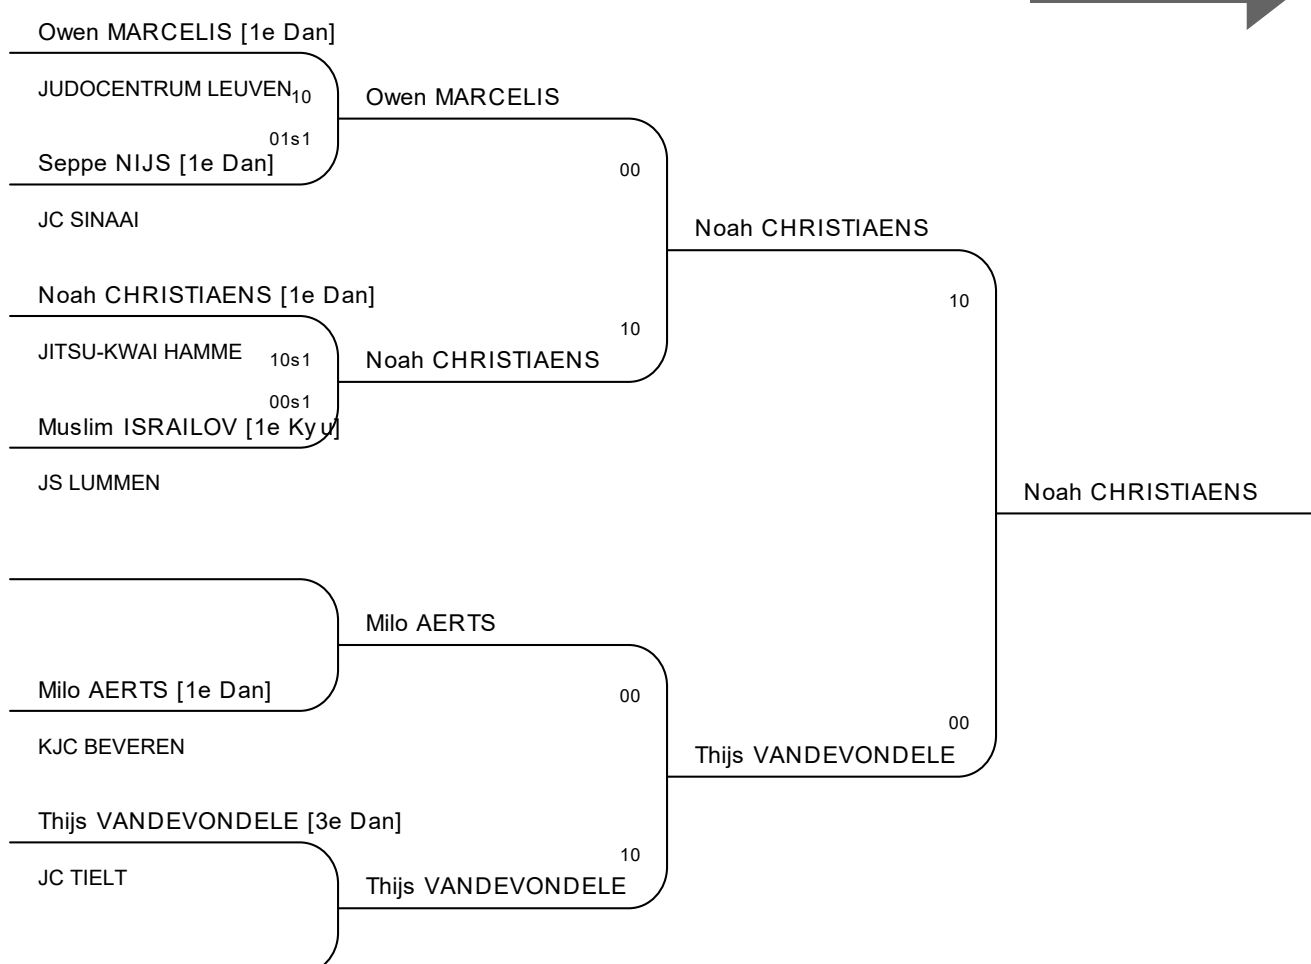 Owen MARCELIS [1e Dan]
JUDOCENTRUM LEUVEN
10
Owen MARCELIS
01s1
Seppe NIJS [1e Dan]
00
JC SINAAI
Noah CHRISTIAENS
Noah CHRISTIAENS [1e Dan]
10
10
JITSU-KWAI HAMME
10s1
Noah CHRISTIAENS
00s1
Muslim ISRAILOV [1e Kyu]
JS LUMMEN
Noah CHRISTIAENS
Milo AERTS
Milo AERTS [1e Dan]
00
00
KJC BEVEREN
Thijs VANDEVONDELE
Thijs VANDEVONDELE [3e Dan]
10
JC TIELT
Thijs VANDEVONDELE